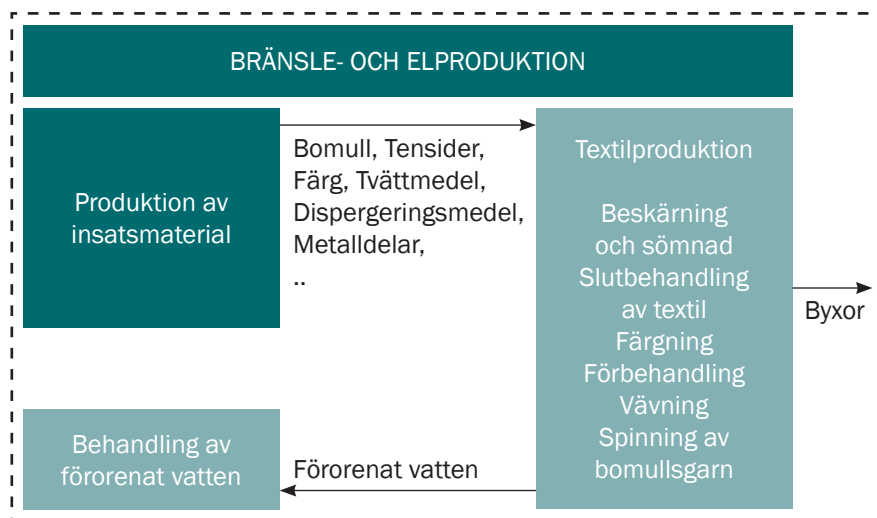 BRÄNSLE- OCH ELPRODUKTION
Produktion av
insatsmaterial
Bomull, Tensider,
Färg, Tvättmedel,
Dispergeringsmedel,
Metalldelar,
..
Textilproduktion
Beskärning
och sömnad
Slutbehandling
av textil
Färgning
Förbehandling
Vävning
Spinning av
bomullsgarn
Byxor
Behandling av
förorenat vatten
Förorenat vatten